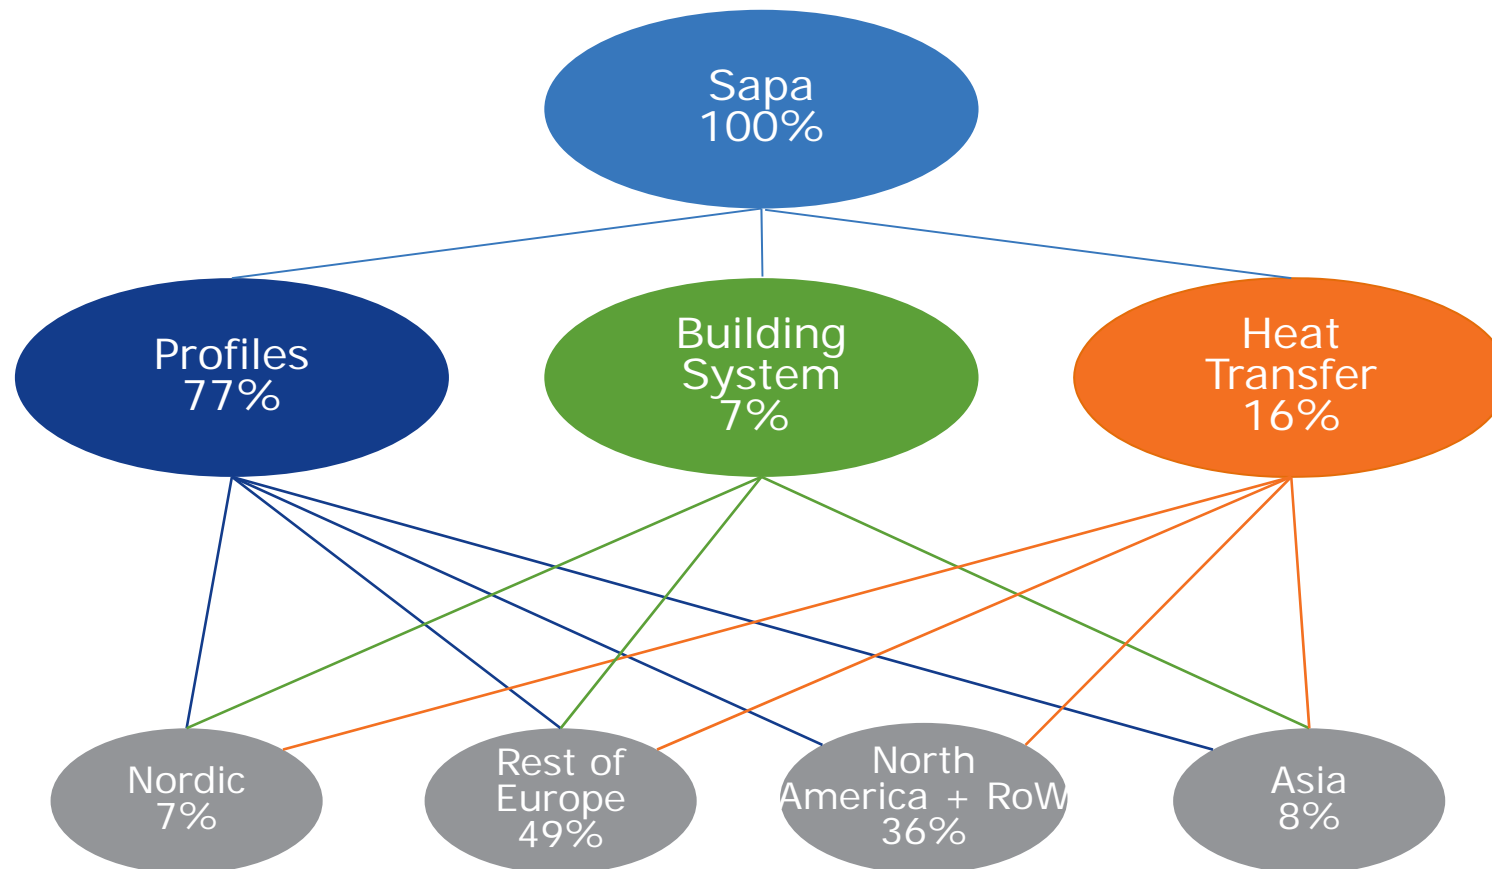 Sapa
100%
Profiles
77%
Building
System
7%
Heat
Transfer
16%
Nordic
7%
Rest of
Europe
49%
North
America + RoW
36%
Asia
8%